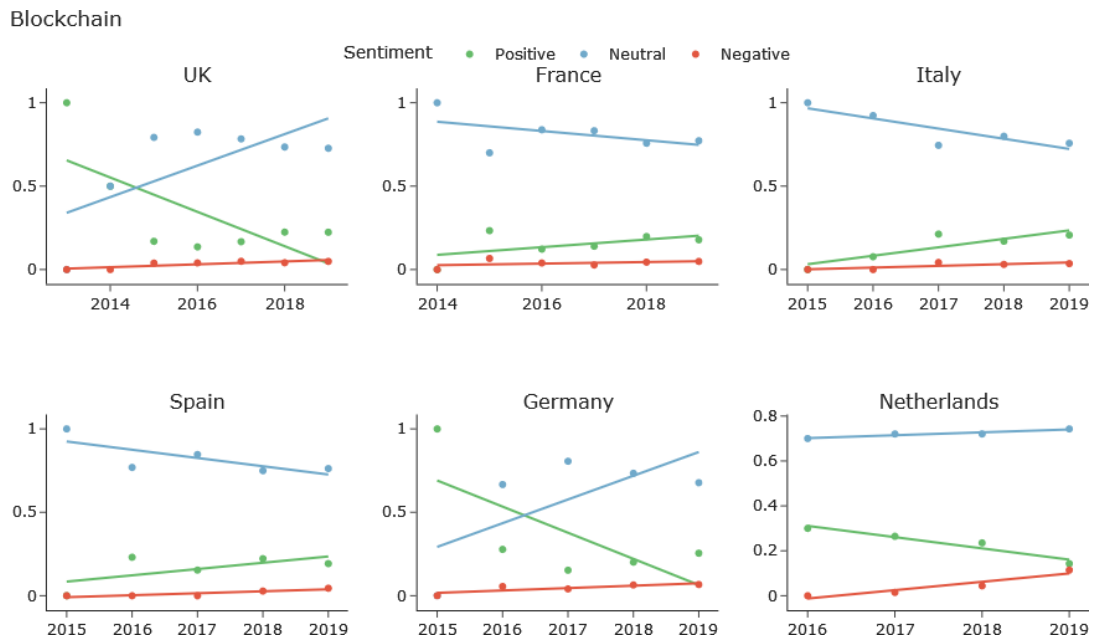 Blockchain
Sentiment Positive Neutral Negative
UK France Italy
1 1 1
0.5 0.5 0.5
0 0 0
2014 2016 2018 2014 2016 2018 2015 2016 2017 2018 2019
Spain Germany Netherlands
1 1 0.8
0.6
0.5 0.5 0.4
0.2
0 0 0
2015 2016 2017 2018 2019 2015 2016 2017 2018 2019 2016 2017 2018 2019